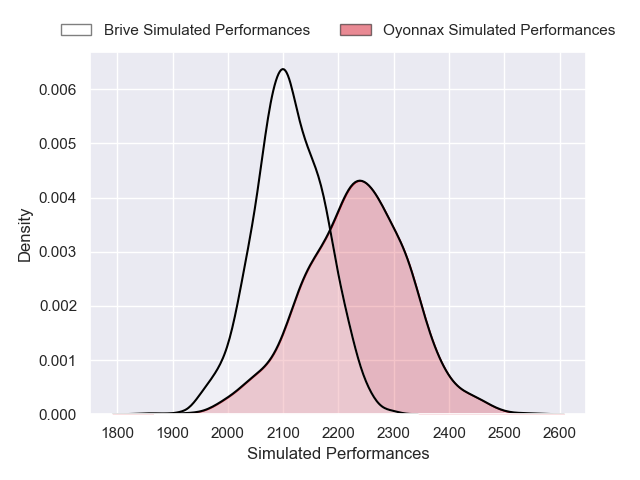 Brive Simulated Performances
Oyonnax Simulated Performances
Density
0.006
0.005
0.004
0.003
0.002
0.001
0.000
1800 1900 2000 2100 2200 2300 2400 2500 2600
Simulated Performances